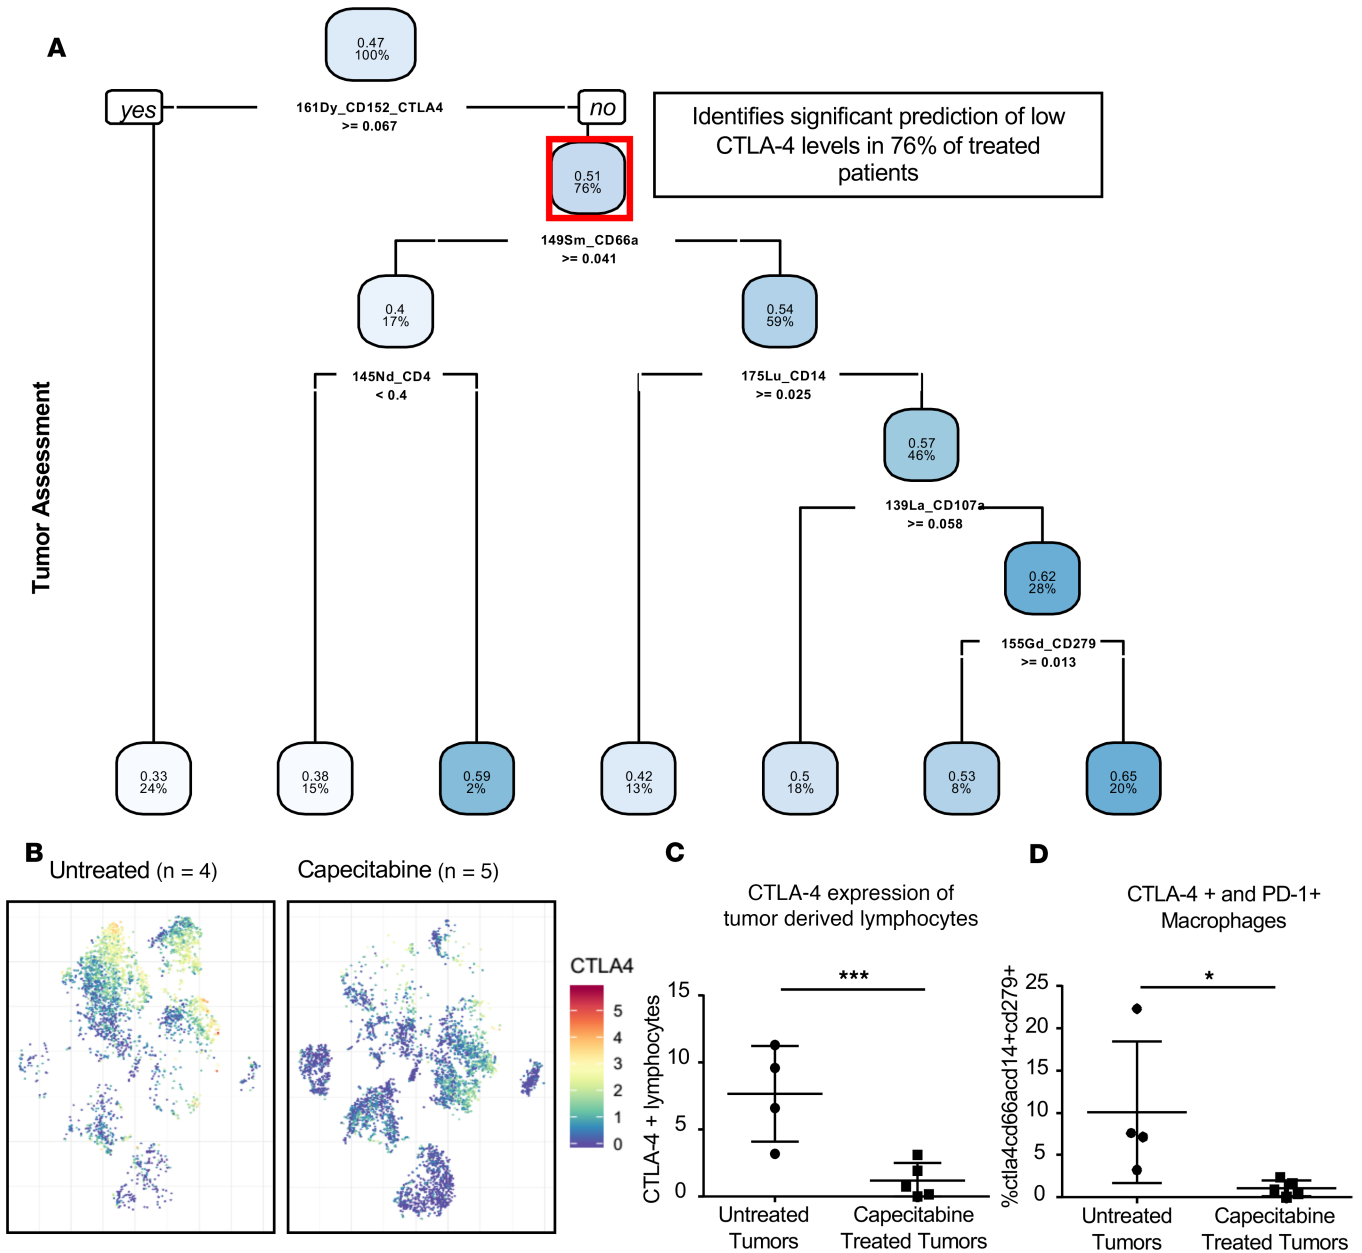 A
0.47
100%
yes
161Dy_CD152_CTLA4
>= 0.067
no
Identifies significant prediction of low
CTLA-4 levels in 76% of treated
patients
0.51
76%
149Sm_CD66a
>= 0.041
0.4
17%
0.54
59%
145Nd_CD4
< 0.4
175Lu_CD14
>= 0.025
0.57
46%
139La_CD107a
>= 0.058
0.62
28%
155Gd_CD279
>= 0.013
Tumor Assessment
0.33
24%
0.38
15%
0.59
2%
0.42
13%
0.5
18%
0.53
8%
0.65
20%
B
Untreated (n = 4)
Capecitabine (n = 5)
CTLA4
5
4
3
2
1
0
C
CTLA-4 expression of
tumor derived lymphocytes
***
CTLA-4 + lymphocytes
15
10
5
0
Untreated
Tumors
Capecitabine
Treated Tumors
D
CTLA-4 + and PD-1+
Macrophages
*
%ctla4cd66acd14+cd279+
25
20
15
10
5
0
Untreated
Tumors
Capecitabine
Treated Tumors